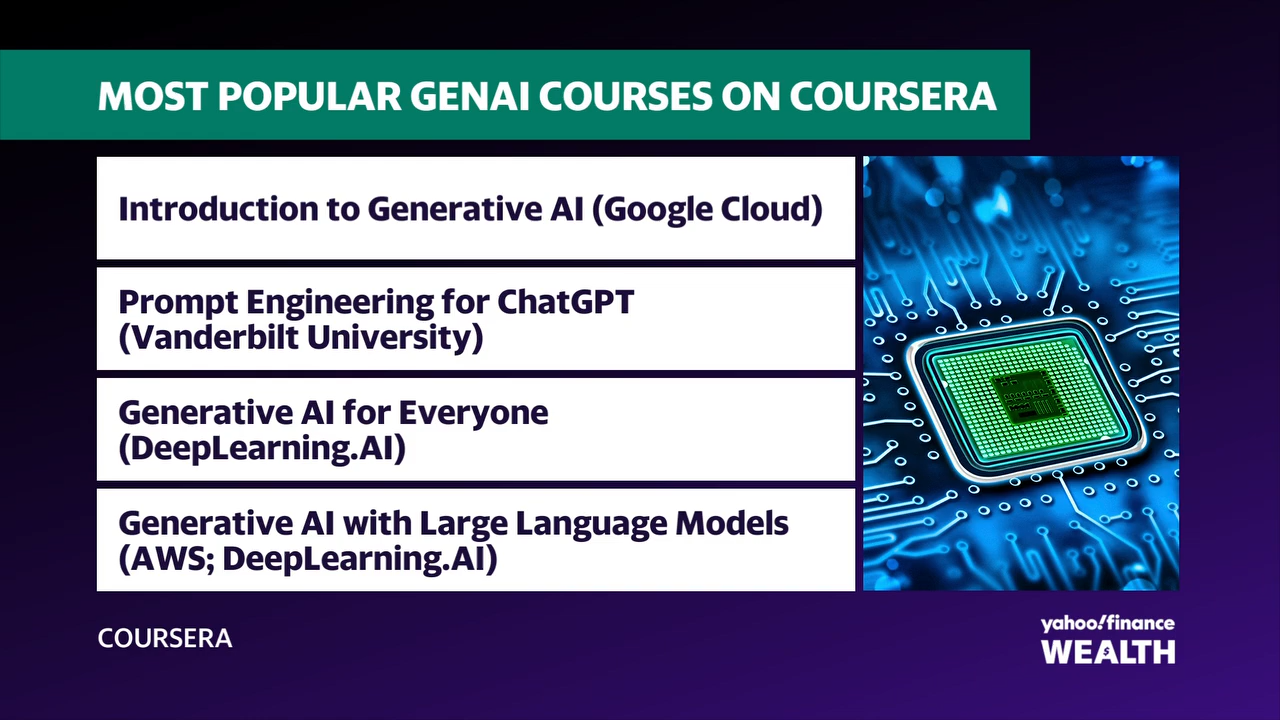 MOST POPULAR GENAI COURSES ON COURSERA
Introduction to Generative AI (Google Cloud)
Prompt Engineering for ChatGPT
(Vanderbilt University)
Generative AI for Everyone
(DeepLearning.AI)
Generative AI with Large Language Models
(AWS; DeepLearning.AI)
COURSERA
yahoo!finance
WEALTH